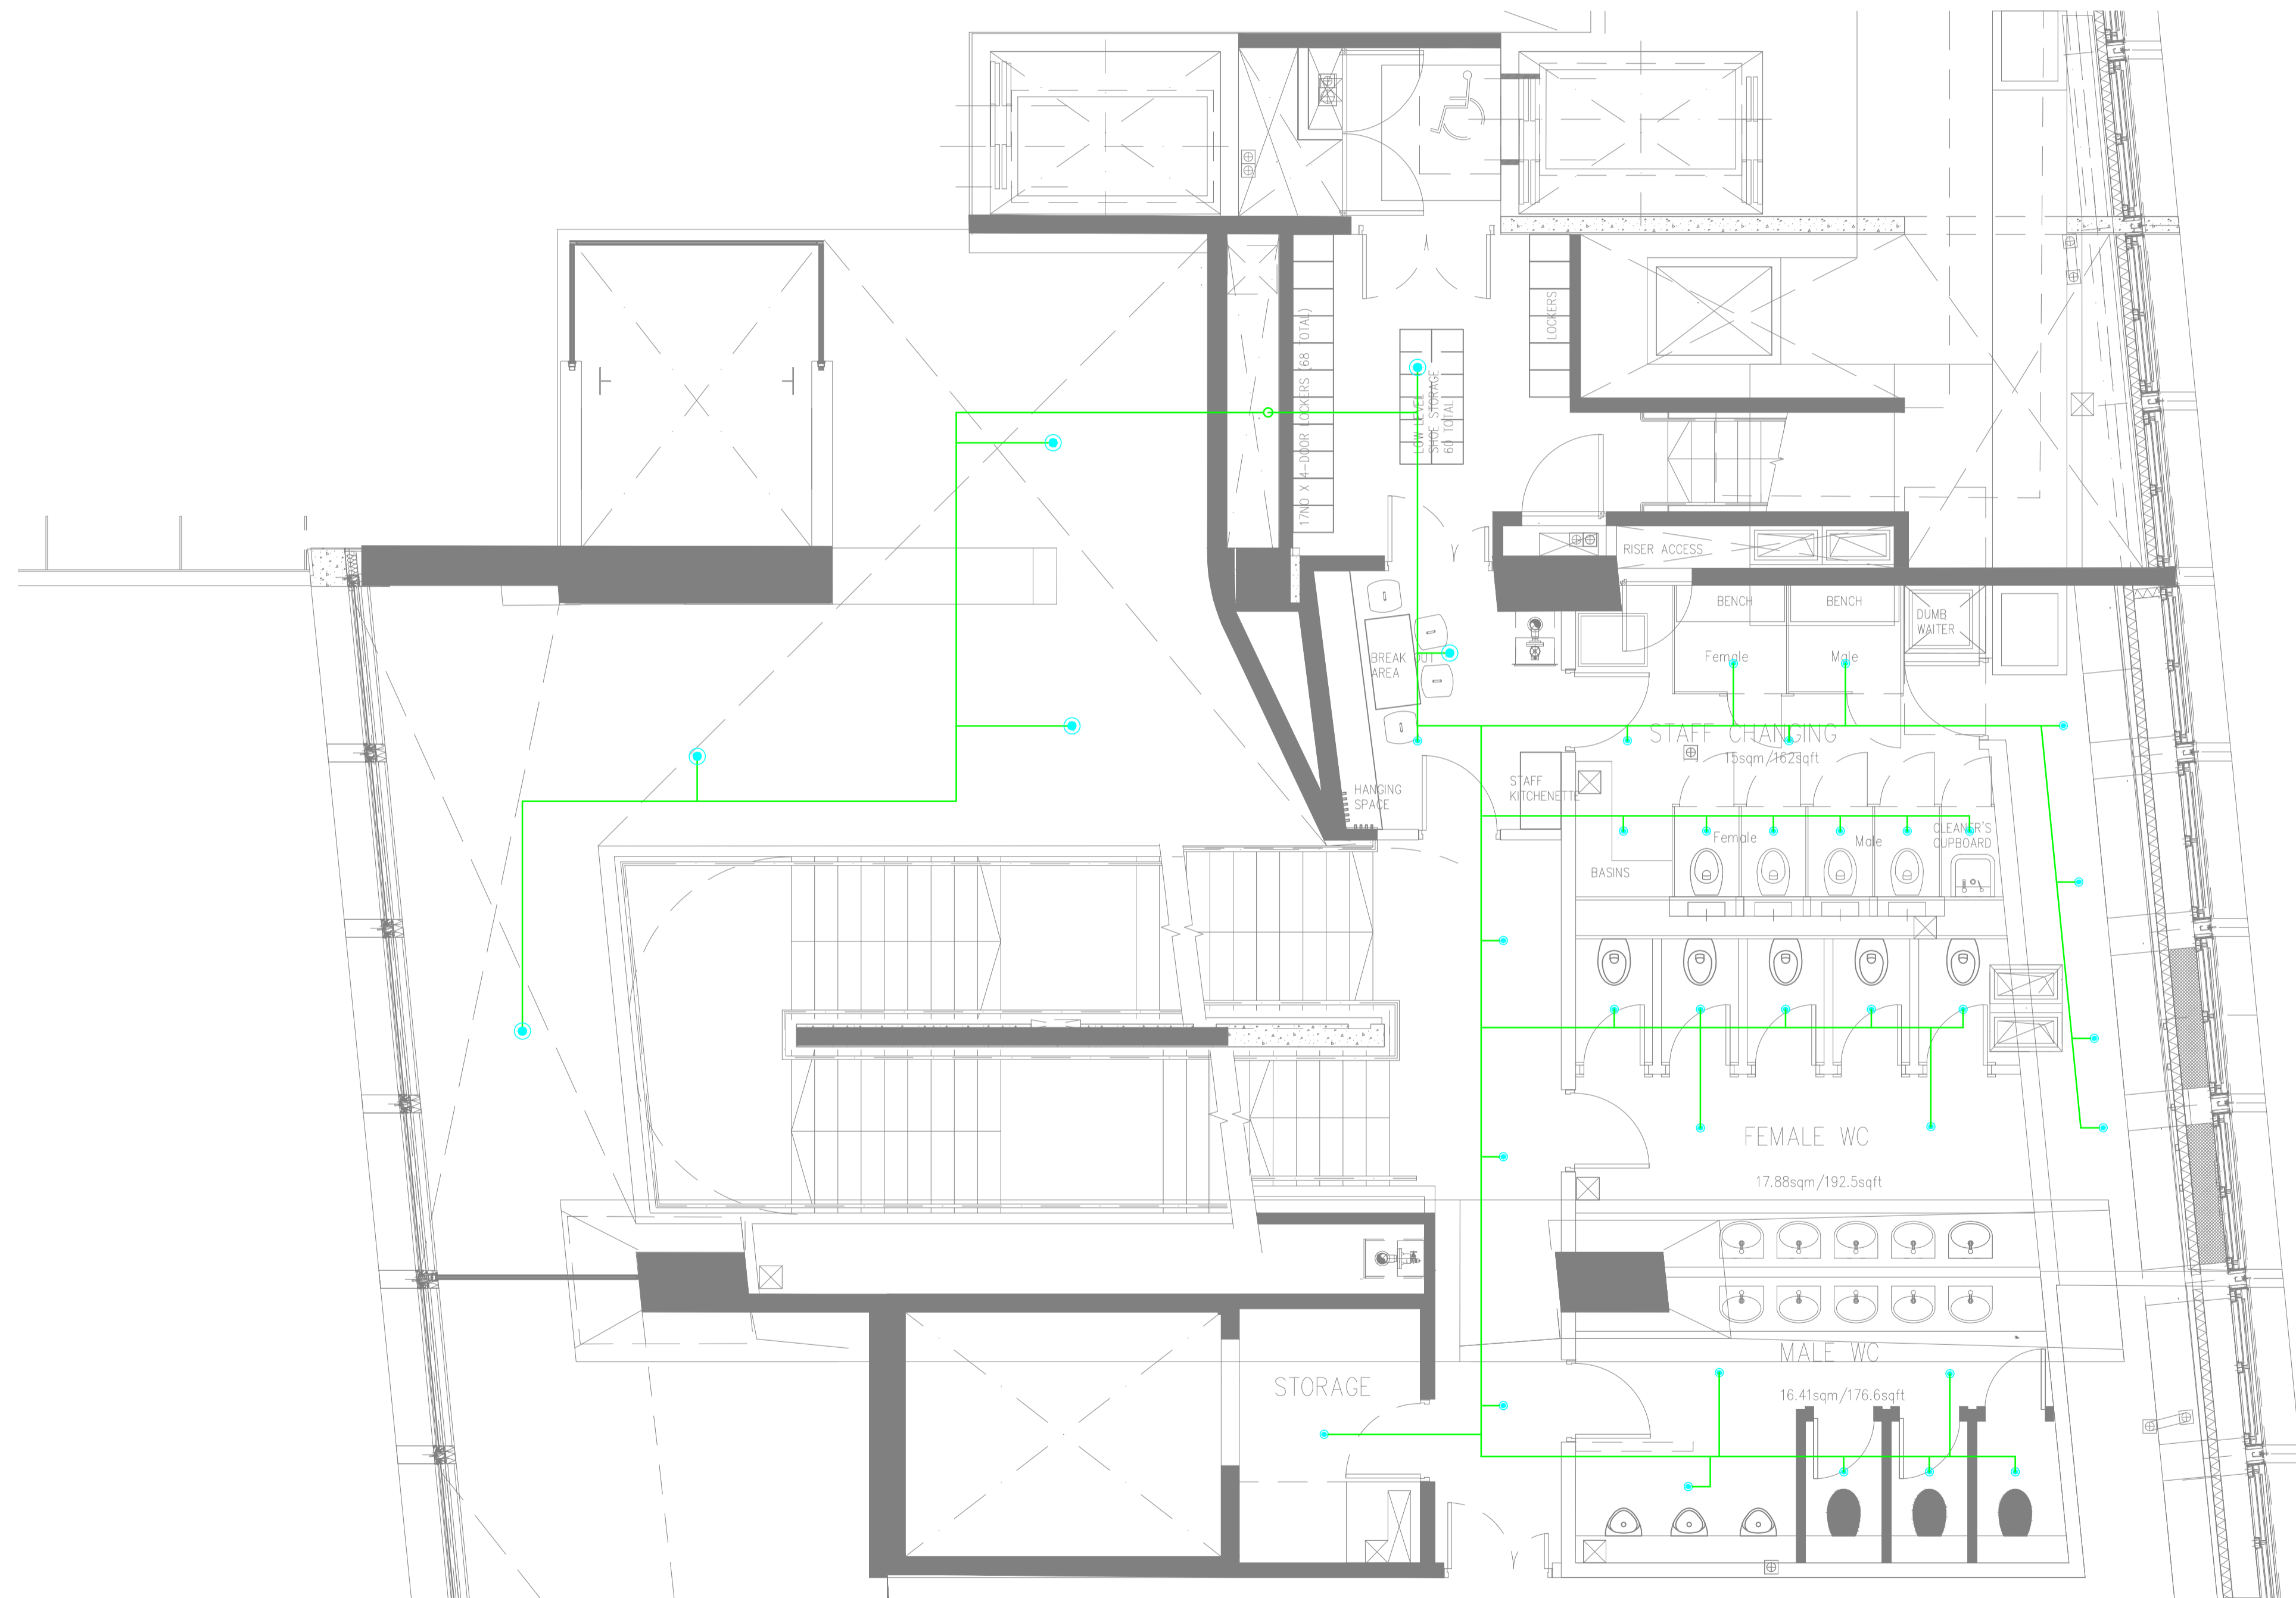 LOCKERS
17NO X 4-DOOR LOCKERS (68 TOTAL)
LOW LEVEL
SHOE STORAGE
60 TOTAL
RISER ACCESS
BENCH
BENCH
DUMB
WAITER
BREAK OUT
AREA
Female
Male
STAFF CHANGING
15sqm/162sqft
HANGING
SPACE
STAFF
KITCHENETTE
Female
Male
CLEANER'S
CUPBOARD
BASINS
FEMALE WC
17.88sqm/192.5sqft
MALE WC
16.41sqm/176.6sqft
STORAGE